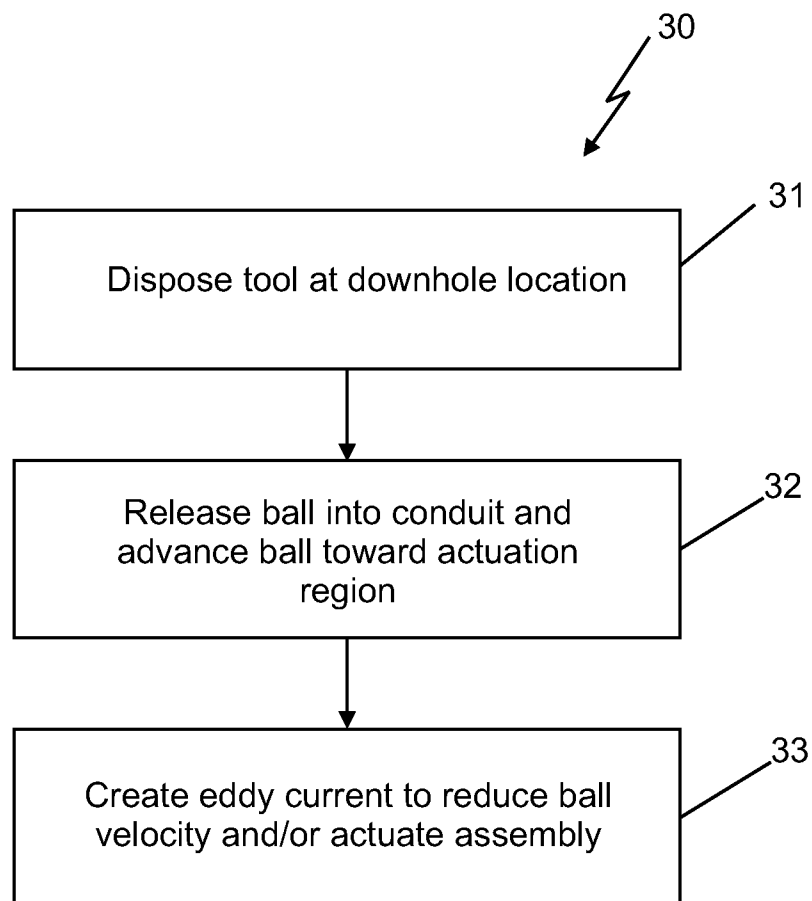 30
31
Dispose tool at downhole location
32
Release ball into conduit and
advance ball toward actuation
region
33
Create eddy current to reduce ball
velocity and/or actuate assembly